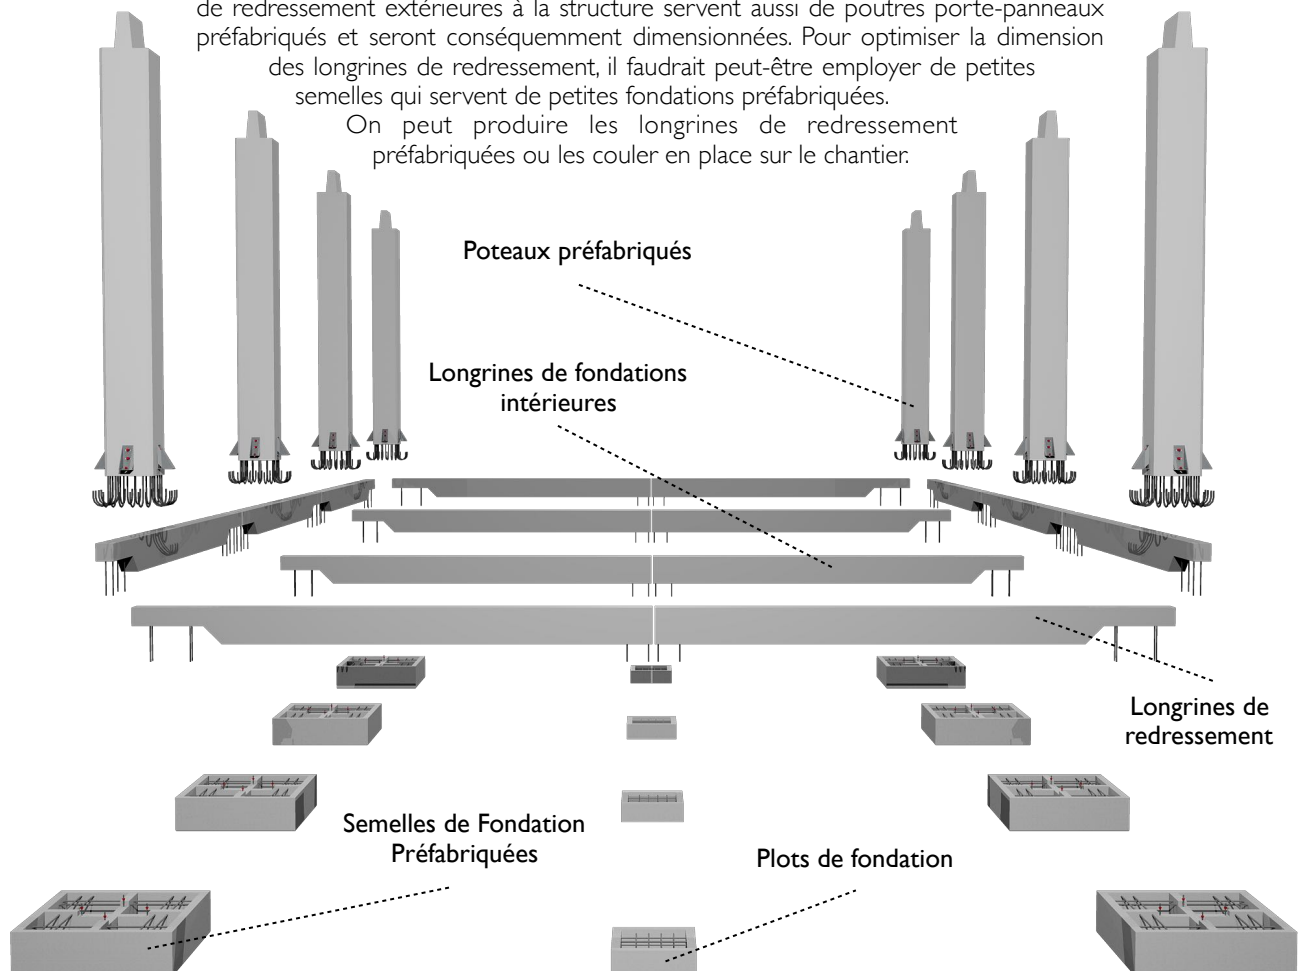 de redressement extérieures à la structure servent aussi de poutres porte-panneaux
préfabriqués et seront conséquemment dimensionnées. Pour optimiser la dimension
des longrines de redressement, il faudrait peut-être employer de petites
semelles qui servent de petites fondations préfabriquées.
On peut produire les longrines de redressement
préfabriquées ou les couler en place sur le chantier.
Poteaux préfabriqués
Longrines de fondations
intérieures
Longrines de
redressement
Semelles de Fondation
Préfabriquées
Plots de fondation